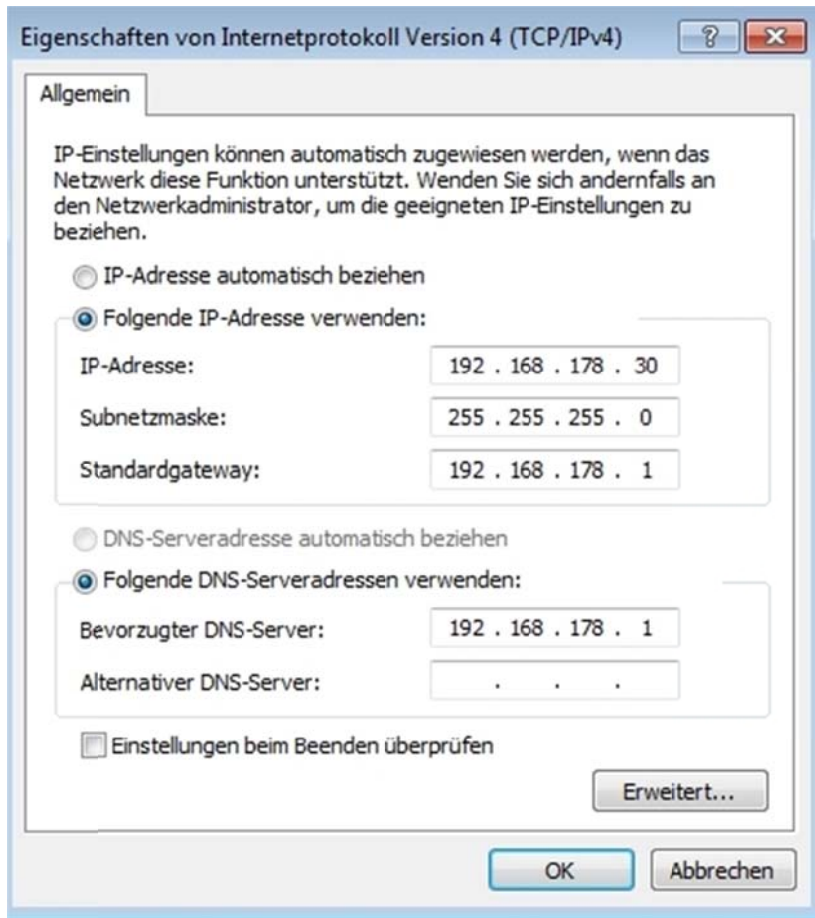 Eigenschaften von Internetprotokoll Version 4 (TCP/IPv4)
?
Allgemein
IP-Einstellungen können automatisch zugewiesen werden, wenn das
Netzwerk diese Funktion unterstützt. Wenden Sie sich andernfalls an
den Netzwerkadministrator, um die geeigneten IP-Einstellungen zu
beziehen.
IP-Adresse automatisch beziehen
Folgende IP-Adresse verwenden:
IP-Adresse: 192 . 168 . 178 . 30
Subnetzmaske: 255 . 255 . 255 . 0
Standardgateway: 192 . 168 . 178 . 1
DNS-Serveradresse automatisch beziehen
Folgende DNS-Serveradressen verwenden:
Bevorzugter DNS-Server: 192 . 168 . 178 . 1
Alternativer DNS-Server: . . .
Einstellungen beim Beenden überprüfen
Erweitert...
OK Abbrechen